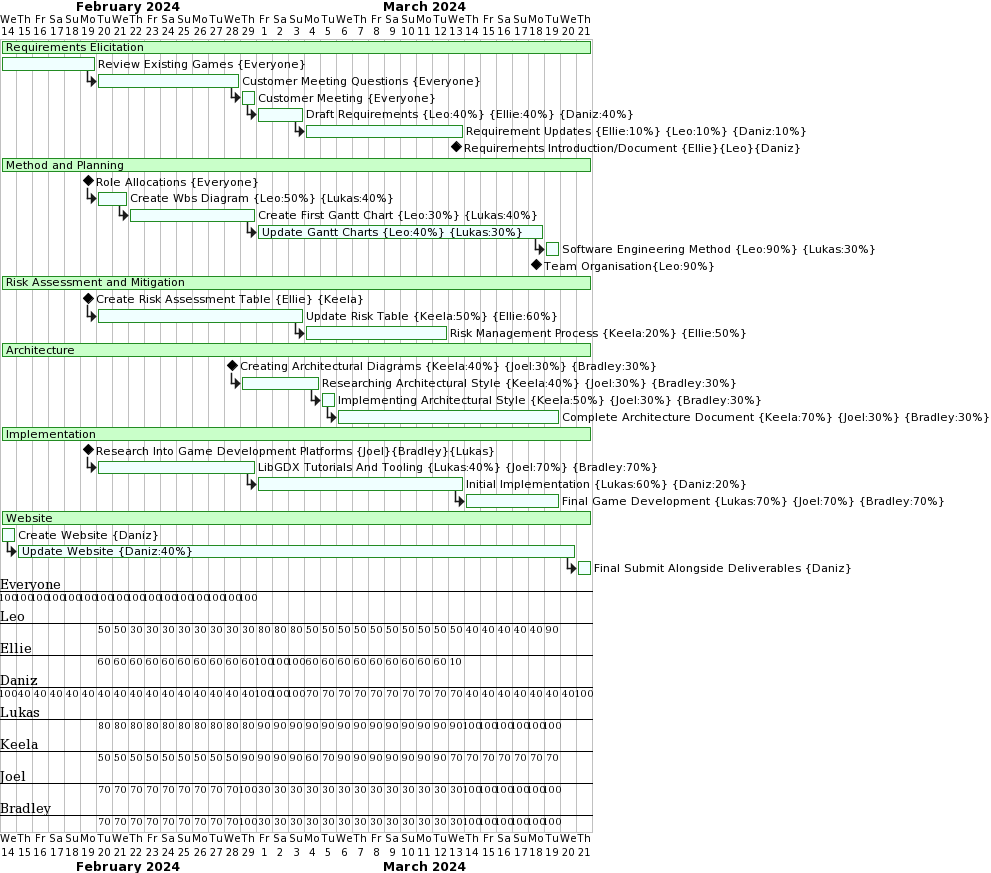 February 2024 March 2024
We Th Fr Sa Su Mo Tu We Th Fr Sa Su Mo Tu We Th Fr Sa Su Mo Tu We Th Fr Sa Su Mo Tu We Th Fr Sa Su Mo Tu We Th
14 15 16 17 18 19 20 21 22 23 24 25 26 27 28 29 1 2 3 4 5 6 7 8 9 10 11 12 13 14 15 16 17 18 19 20 21
Requirements Elicitation
Review Existing Games {Everyone}
Customer Meeting Questions {Everyone}
Customer Meeting {Everyone}
Draft Requirements {Leo:40%} {Ellie:40%} {Daniz:40%}
Requirement Updates {Ellie:10%} {Leo:10%} {Daniz:10%}
Requirements Introduction/Document {Ellie}{Leo}{Daniz}
Method and Planning
Role Allocations {Everyone}
Create Wbs Diagram {Leo:50%} {Lukas:40%}
Create First Gantt Chart {Leo:30%} {Lukas:40%}
Update Gantt Charts {Leo:40%} {Lukas:30%}
Software Engineering Method {Leo:90%} {Lukas:30%}
Team Organisation{Leo:90%}
Risk Assessment and Mitigation
Create Risk Assessment Table {Ellie} {Keela}
Update Risk Table {Keela:50%} {Ellie:60%}
Risk Management Process {Keela:20%} {Ellie:50%}
Architecture
Creating Architectural Diagrams {Keela:40%} {Joel:30%} {Bradley:30%}
Researching Architectural Style {Keela:40%} {Joel:30%} {Bradley:30%}
Implementing Architectural Style {Keela:50%} {Joel:30%} {Bradley:30%}
Complete Architecture Document {Keela:70%} {Joel:30%} {Bradley:30%}
Implementation
Research Into Game Development Platforms {Joel}{Bradley}{Lukas}
LibGDX Tutorials And Tooling {Lukas:40%} {Joel:70%} {Bradley:70%}
Initial Implementation {Lukas:60%} {Daniz:20%}
Final Game Development {Lukas:70%} {Joel:70%} {Bradley:70%}
Website
Create Website {Daniz}
Update Website {Daniz:40%}
Final Submit Alongside Deliverables {Daniz}
Everyone
100 100 100 100 100 100 100 100 100 100 100 100 100 100 100 100
Leo
50 50 30 30 30 30 30 30 30 30 80 80 80 50 50 50 50 50 50 50 50 50 50 40 40 40 40 40 90
Ellie
60 60 60 60 60 60 60 60 60 60 100 100 100 60 60 60 60 60 60 60 60 60 10
Daniz
100 40 40 40 40 40 40 40 40 40 40 40 40 40 40 40 100 100 100 70 70 70 70 70 70 70 70 70 70 40 40 40 40 40 40 40 100
Lukas
80 80 80 80 80 80 80 80 80 80 90 90 90 90 90 90 90 90 90 90 90 90 90 100 100 100 100 100 100
Keela
50 50 50 50 50 50 50 50 50 90 90 90 90 60 70 90 90 90 90 90 90 90 70 70 70 70 70 70 70
Joel
70 70 70 70 70 70 70 70 70 100 30 30 30 30 30 30 30 30 30 30 30 30 30 100 100 100 100 100 100
Bradley
70 70 70 70 70 70 70 70 70 100 30 30 30 30 30 30 30 30 30 30 30 30 30 100 100 100 100 100 100
We Th Fr Sa Su Mo Tu We Th Fr Sa Su Mo Tu We Th Fr Sa Su Mo Tu We Th Fr Sa Su Mo Tu We Th Fr Sa Su Mo Tu We Th
14 15 16 17 18 19 20 21 22 23 24 25 26 27 28 29 1 2 3 4 5 6 7 8 9 10 11 12 13 14 15 16 17 18 19 20 21
February 2024 March 2024